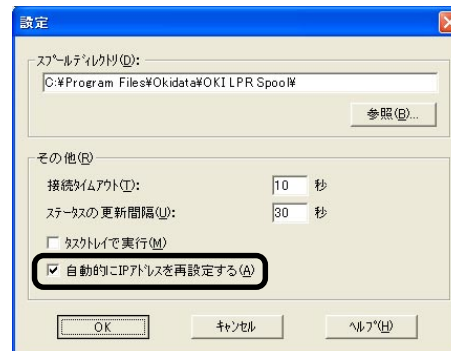 設定
ｽﾌﾟｰﾙﾃﾞｨﾚｸﾄﾘ(D):
C:¥Program Files¥Okidata¥OKI LPR Spool¥
参照(B)...
その他(R)
接続ﾀｲﾑｱｳﾄ(T): 10 秒
ｽﾃｰﾀｽの更新間隔(U): 30 秒
ﾀｽｸﾄﾚｲで実行(M)
自動的にIPｱﾄﾞﾚｽを再設定する(A)
OK ｷｬﾝｾﾙ ﾍﾙﾌﾟ(H)